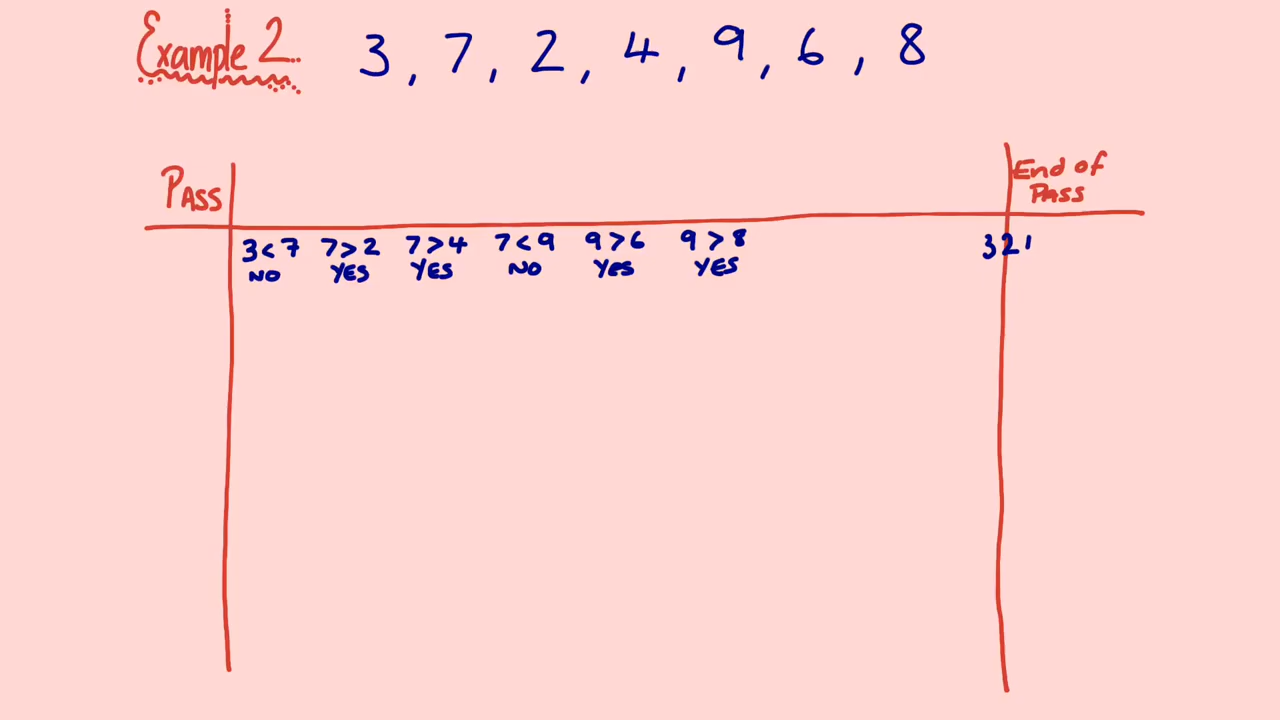 Example 2... 3, 7, 2, 4, 9, 6, 8
PASS
End of
PASS
3<7 7>2 7>4 7<9 9>6 9>8 32
NO YES YES NO Yes YES